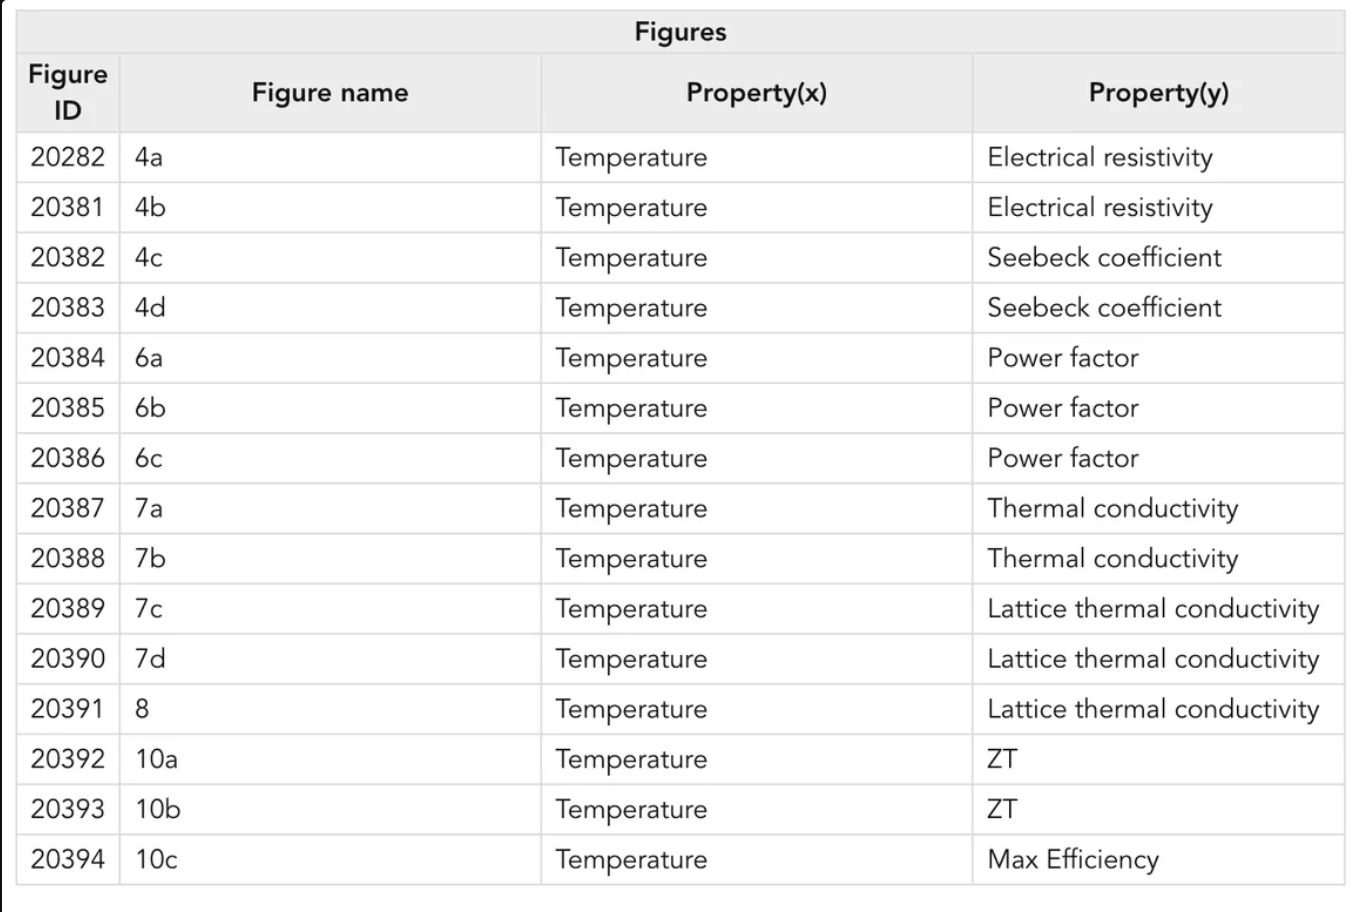 Figures
Figure ID Figure name Property(x) Property(y)
20282 4a Temperature Electrical resistivity
20381 4b Temperature Electrical resistivity
20382 4c Temperature Seebeck coefficient
20383 4d Temperature Seebeck coefficient
20384 6a Temperature Power factor
20385 6b Temperature Power factor
20386 6c Temperature Power factor
20387 7a Temperature Thermal conductivity
20388 7b Temperature Thermal conductivity
20389 7c Temperature Lattice thermal conductivity
20390 7d Temperature Lattice thermal conductivity
20391 8 Temperature Lattice thermal conductivity
20392 10a Temperature ZT
20393 10b Temperature ZT
20394 10c Temperature Max Efficiency